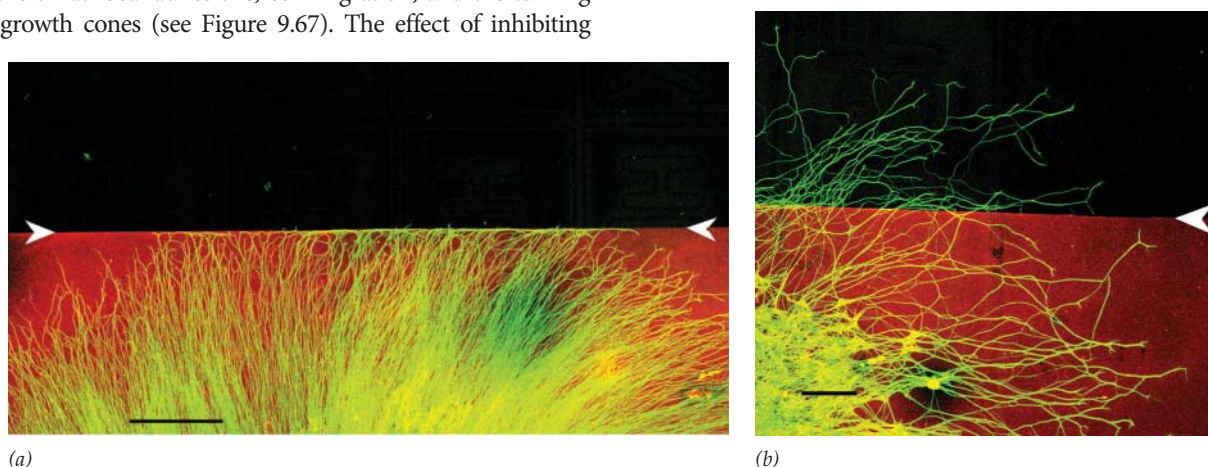 growth cones (see Figure 9.67). The effect of inhibiting
(a)
(b)